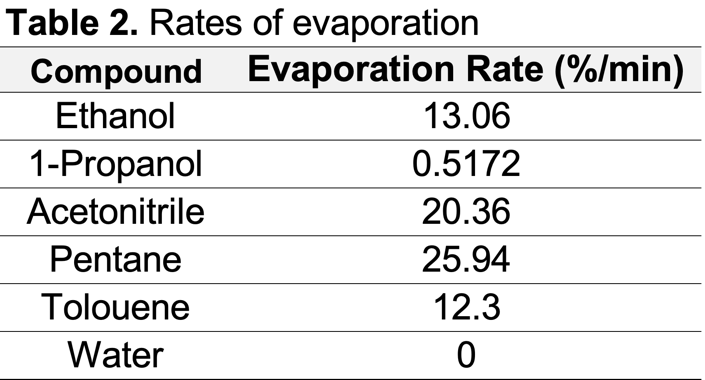 Table 2. Rates of evaporation
Compound Evaporation Rate (%/min)
Ethanol 13.06
1-Propanol 0.5172
Acetonitrile 20.36
Pentane 25.94
Tolouene 12.3
Water 0